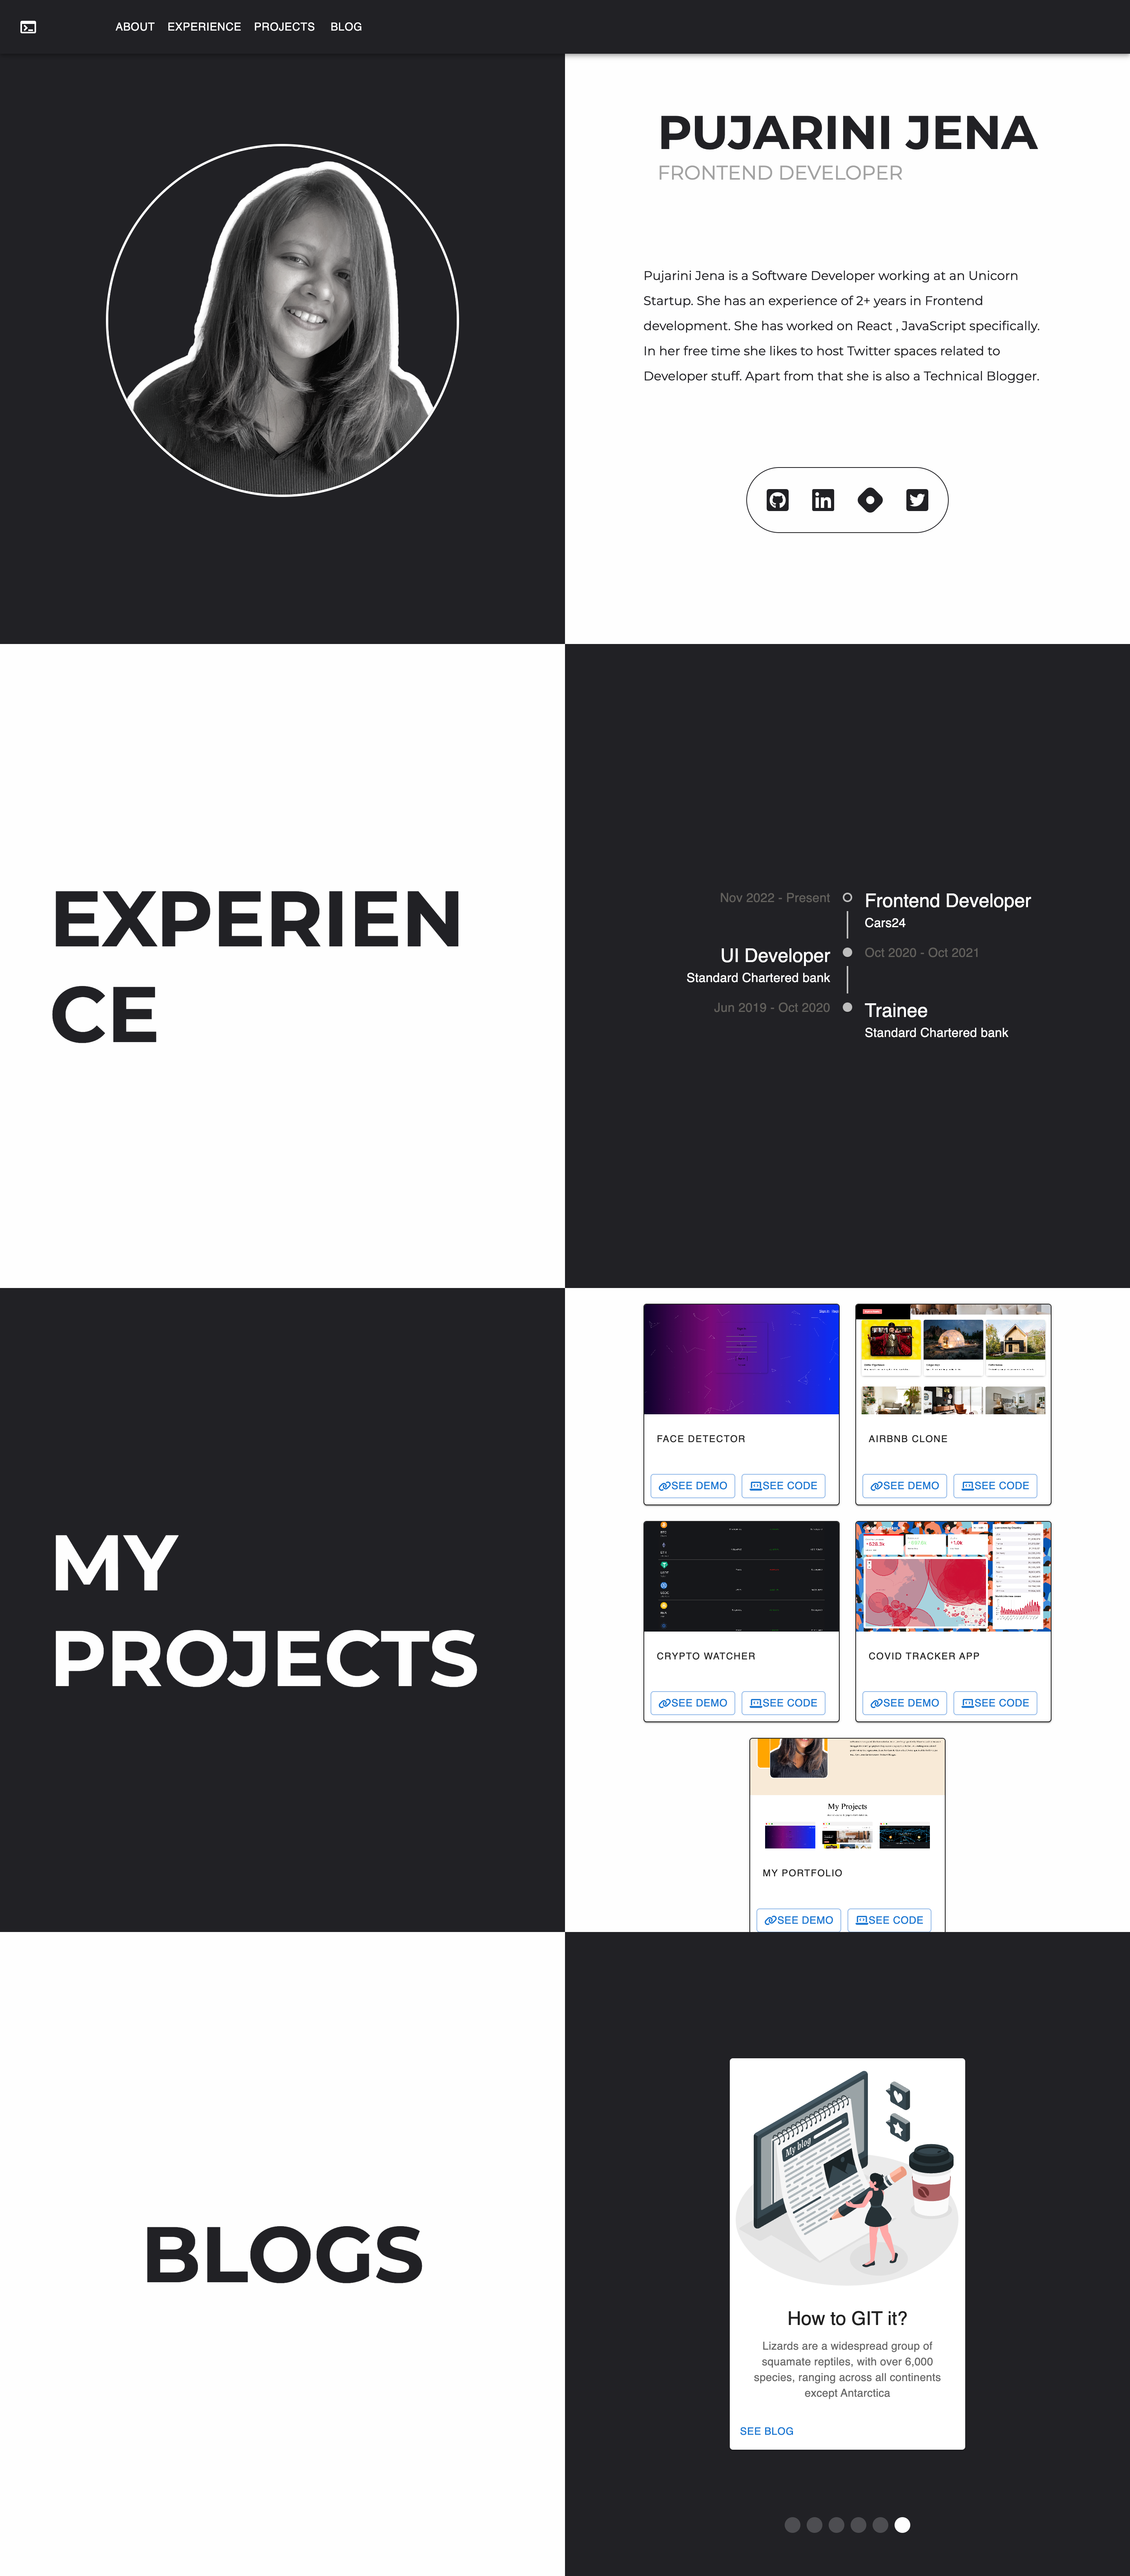 ABOUT EXPERIENCE PROJECTS BLOG
PUJARINI JENA
FRONTEND DEVELOPER
Pujarini Jena is a Software Developer working at an Unicorn
Startup. She has an experience of 2+ years in Frontend
development. She has worked on React , JavaScript specifically.
In her free time she likes to host Twitter spaces related to
Developer stuff. Apart from that she is also a Technical Blogger.
EXPERIEN
CE
Nov 2022 - Present
Frontend Developer
Cars24
UI Developer
Standard Chartered bank
Oct 2020 - Oct 2021
Jun 2019 - Oct 2020
Trainee
Standard Chartered bank
MY
PROJECTS
FACE DETECTOR
SEE DEMO SEE CODE
AIRBNB CLONE
SEE DEMO SEE CODE
CRYPTO WATCHER
SEE DEMO SEE CODE
COVID TRACKER APP
SEE DEMO SEE CODE
My Projects
MY PORTFOLIO
SEE DEMO SEE CODE
BLOGS
My blog
How to GIT it?
Lizards are a widespread group of
squamate reptiles, with over 6,000
species, ranging across all continents
except Antarctica
SEE BLOG